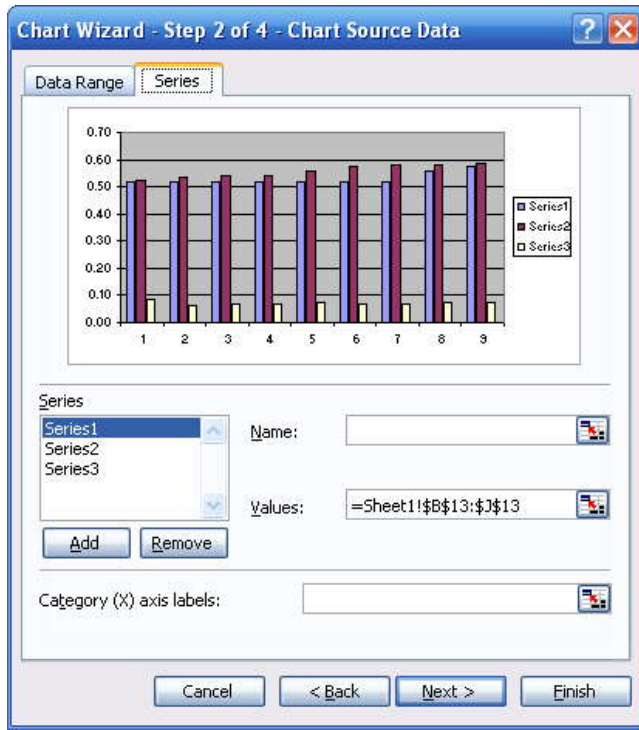 Chart Wizard - Step 2 of 4 - Chart Source Data
Data Range Series
0.70
0.60
0.50
0.40
0.30
0.20
0.10
0.00
1 2 3 4 5 6 7 8 9
Series1
Series2
Series3
Series
Series1
Series2
Series3
Name:
Values: =Sheet1!$B$13:$J$13
Add Remove
Category (X) axis labels:
Cancel < Back Next > Finish